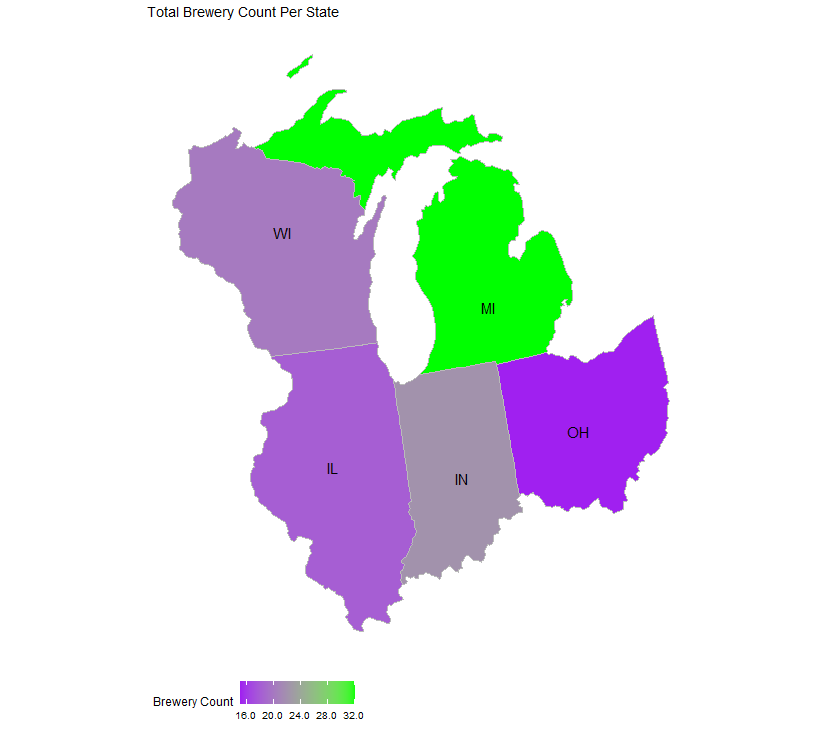 Total Brewery Count Per State
WI
MI
OH
IL
IN
Brewery Count
16.0 20.0 24.0 28.0 32.0